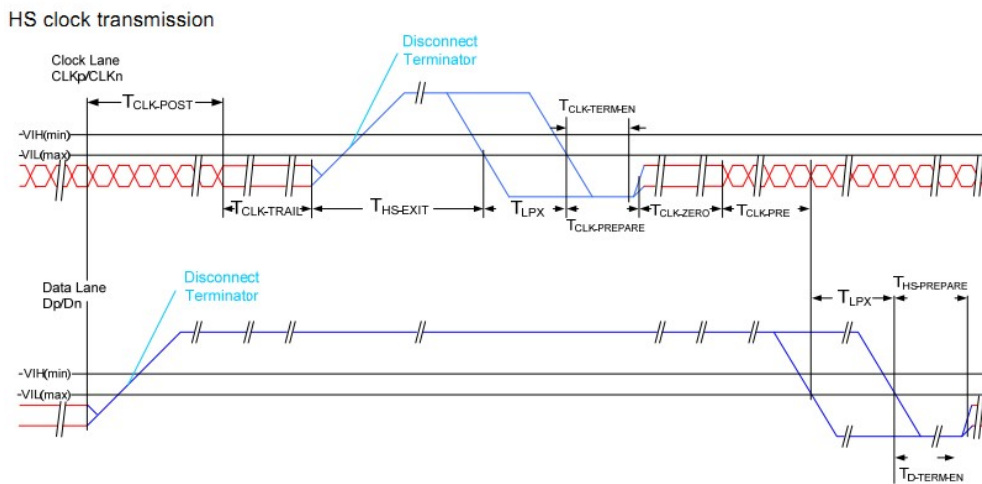 HS clock transmission
Disconnect
Terminator
Clock Lane
CLKp/CLKn
TCLK-POST
TCLK-TERM-EN
VIH(min)
VIL(max)
TCLK-TRAIL
THS-EXIT
TLPX
TCLK-PREPARE
TCLK-ZERO
TCLK-PRE
Disconnect
Terminator
Data Lane
Dp/Dn
TLPX
THS-PREPARE
VIH(min)
VIL(max)
TD-TERM-EN